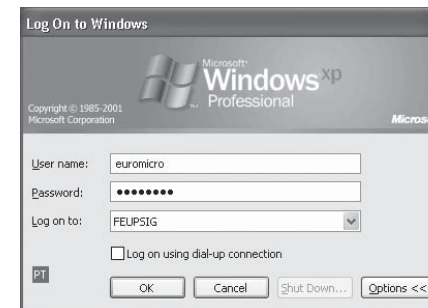 Log On to Windows
Microsoft
Windows xp
Professional
Copyright © 1985-2001
Microsoft Corporation
Micros
User name: euromicro
Password: ••••••••
Log on to: FEUPSIG
Log on using dial-up connection
PT
OK Cancel Shut Down... Options <<